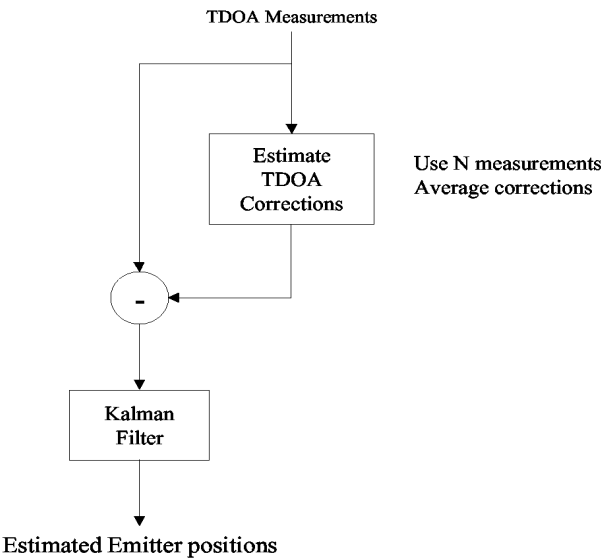 TDOA Measurements
Estimate
TDOA
Corrections
Use N measurements
Average corrections
-
Kalman
Filter
Estimated Emitter positions